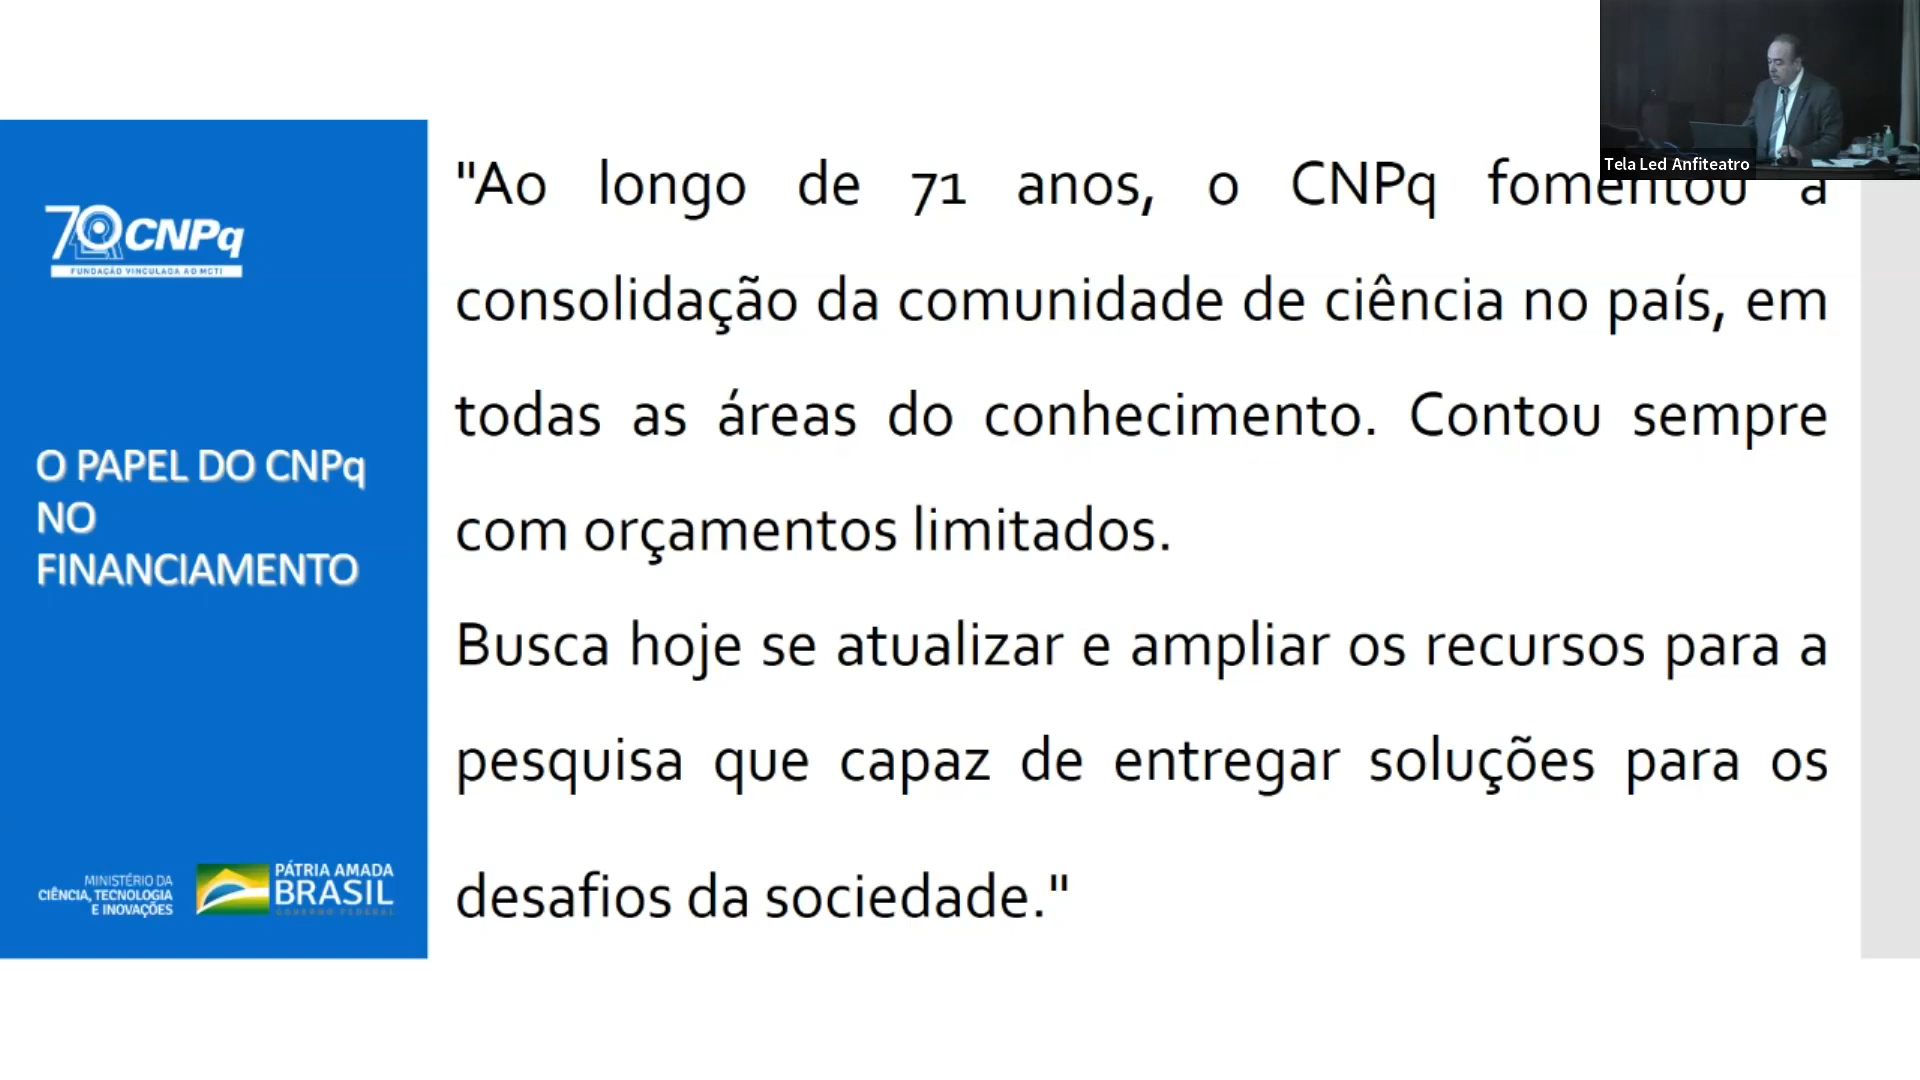 Tela Led Anfiteatro
70 CNPq
FUNDAÇÃO VINCULADA AO MCTI
O PAPEL DO CNPq
NO
FINANCIAMENTO
"Ao longo de 71 anos, o CNPq fomentou a
consolidação da comunidade de ciência no país, em
todas as áreas do conhecimento. Contou sempre
com orçamentos limitados.
Busca hoje se atualizar e ampliar os recursos para a
pesquisa que capaz de entregar soluções para os
desafios da sociedade."
MINISTÉRIO DA
CIÊNCIA, TECNOLOGIA
E INOVAÇÕES
PÁTRIA AMADA
BRASIL
GOVERNO FEDERAL